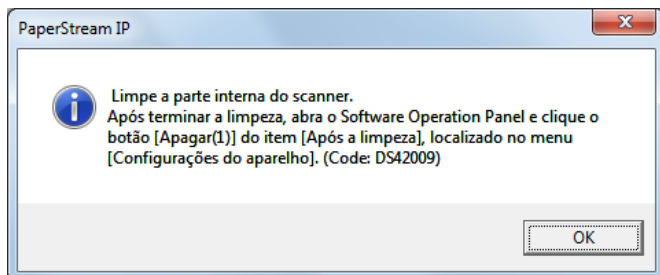 PaperStream IP
Limpe a parte interna do scanner.
Após terminar a limpeza, abra o Software Operation Panel e clique o
botão [Apagar(1)] do item [Após a limpeza], localizado no menu
[Configurações do aparelho]. (Code: DS42009)
OK